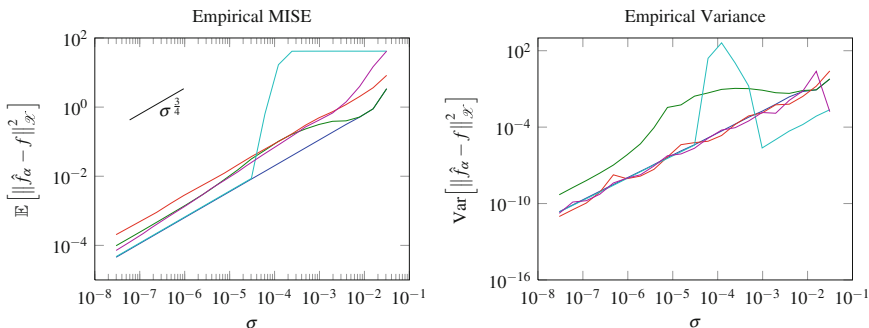 Empirical MISE
10^2
10^0
10^−2
10^−4
𝔼 [ ‖f̂_α − f‖²_𝒳 ]
σ^{3/4}
10^−8 10^−7 10^−6 10^−5 10^−4 10^−3 10^−2 10^−1
σ
Empirical Variance
10^2
10^−4
10^−10
10^−16
Var [ ‖f̂_α − f‖²_𝒳 ]
10^−8 10^−7 10^−6 10^−5 10^−4 10^−3 10^−2 10^−1
σ